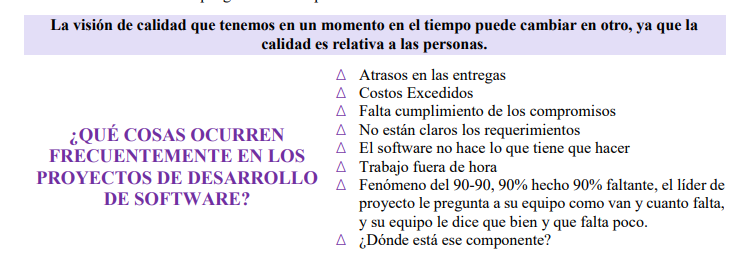 La visión de calidad que tenemos en un momento en el tiempo puede cambiar en otro, ya que la
calidad es relativa a las personas.
¿QUÉ COSAS OCURREN
FRECUENTEMENTE EN LOS
PROYECTOS DE DESARROLLO
DE SOFTWARE?
Δ Atrasos en las entregas
Δ Costos Excedidos
Δ Falta cumplimiento de los compromisos
Δ No están claros los requerimientos
Δ El software no hace lo que tiene que hacer
Δ Trabajo fuera de hora
Δ Fenómeno del 90-90, 90% hecho 90% faltante, el líder de
proyecto le pregunta a su equipo como van y cuanto falta,
y su equipo le dice que bien y que falta poco.
Δ ¿Dónde está ese componente?